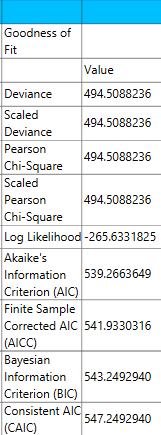 Goodness of
Fit
Value
Deviance 494.5088236
Scaled
Deviance 494.5088236
Pearson
Chi-Square 494.5088236
Scaled
Pearson
Chi-Square 494.5088236
Log Likelihood -265.6331825
Akaike's
Information
Criterion (AIC) 539.2663649
Finite Sample
Corrected AIC
(AICC) 541.9330316
Bayesian
Information
Criterion (BIC) 543.2492940
Consistent AIC
(CAIC) 547.2492940